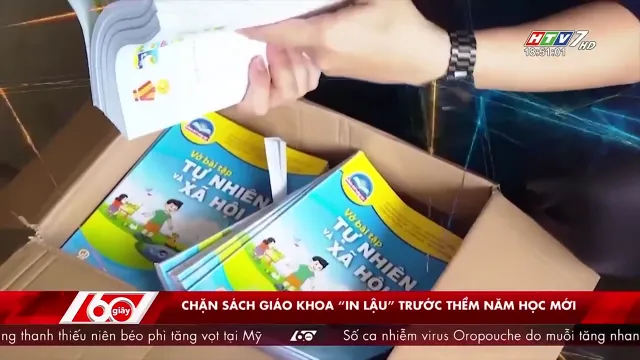 HTV7 HD
18:51:01
Vở bài tập
TỰ NHIÊN
VÀ XÃ HỘI
Vở bài tập
TỰ NHIÊN
VÀ XÃ HỘI
60 giây
CHẶN SÁCH GIÁO KHOA “IN LẬU” TRƯỚC THỀM NĂM HỌC MỚI
ng thanh thiếu niên béo phì tăng vọt tại Mỹ 60 giây Số ca nhiễm virus Oropouche do muỗi tăng nhan